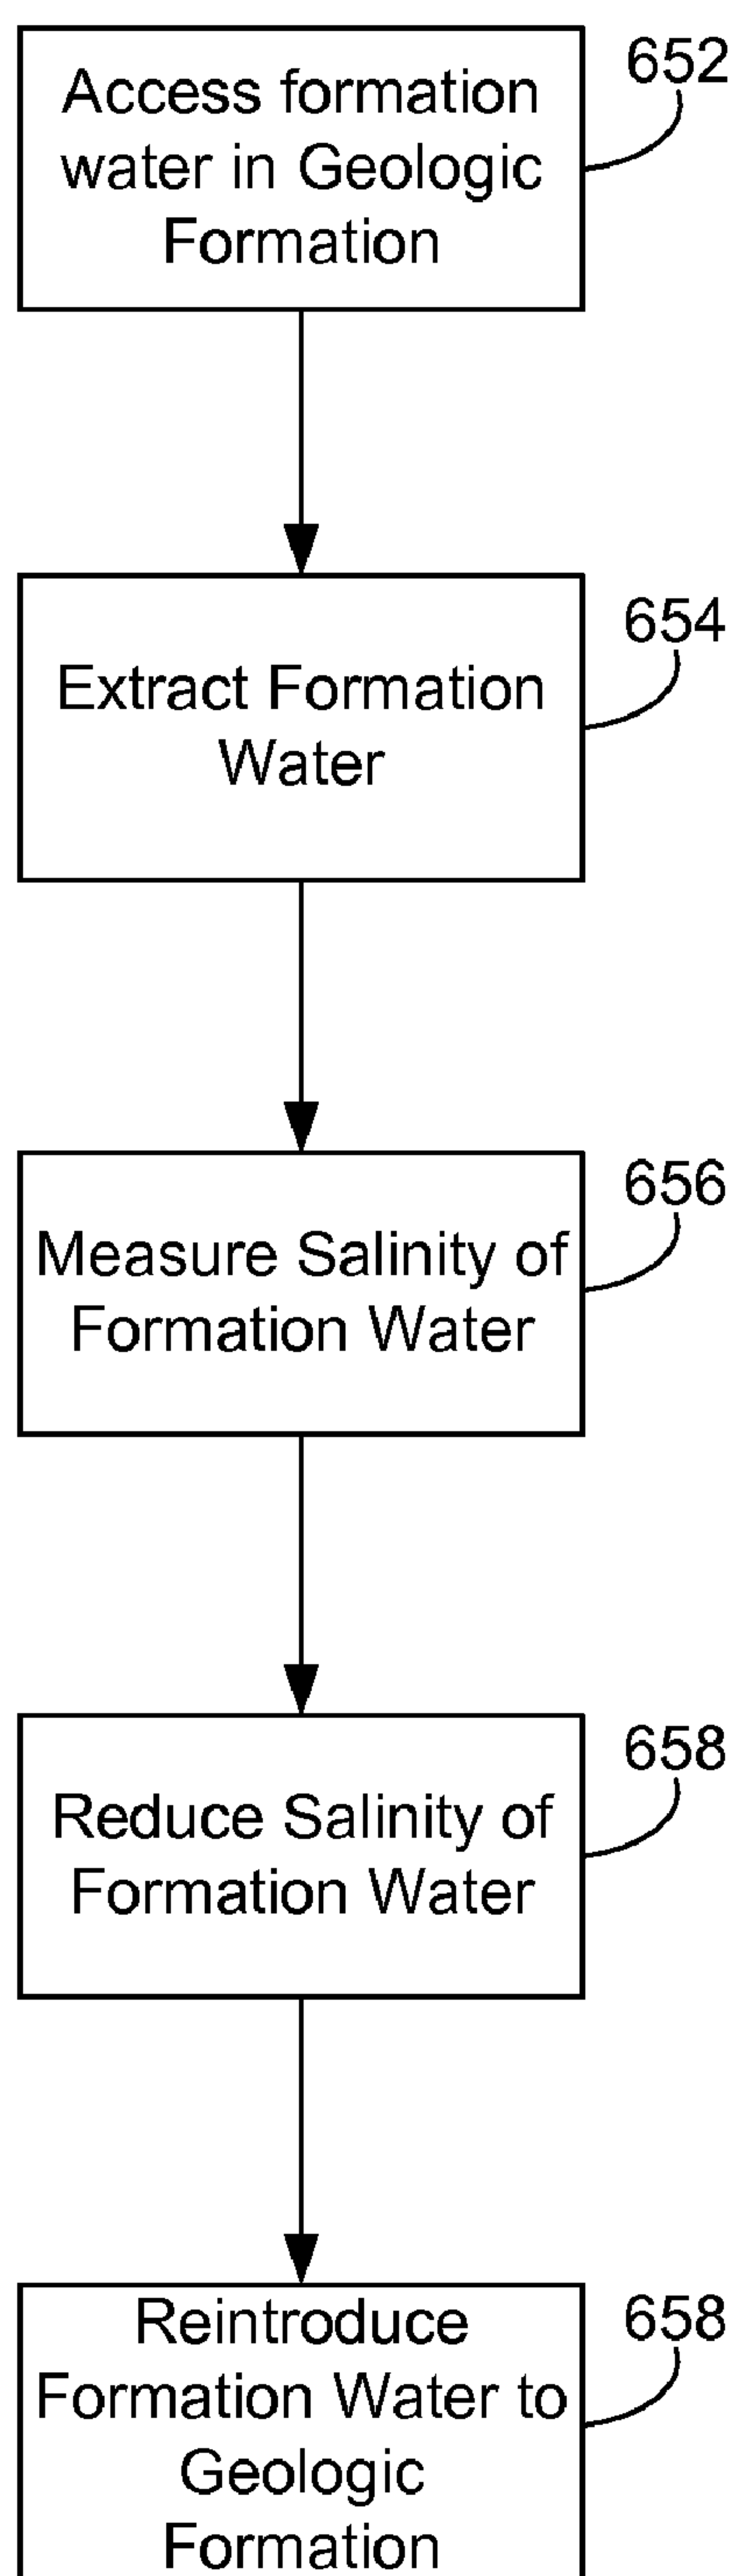 Access formation
water in Geologic
Formation
652
Extract Formation
Water
654
Measure Salinity of
Formation Water
656
Reduce Salinity of
Formation Water
658
Reintroduce
Formation Water to
Geologic
Formation
658